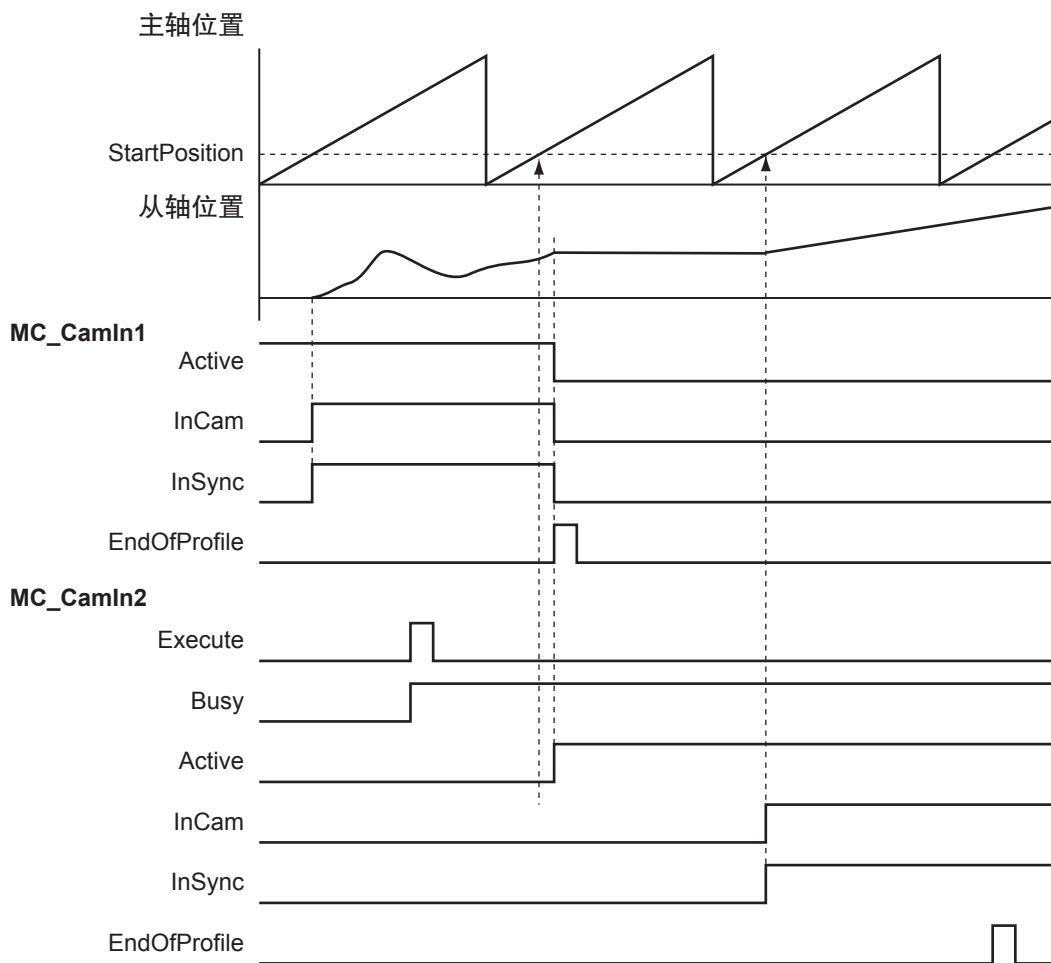 主轴位置
StartPosition
从轴位置
MC_CamIn1
Active
InCam
InSync
EndOfProfile
MC_CamIn2
Execute
Busy
Active
InCam
InSync
EndOfProfile